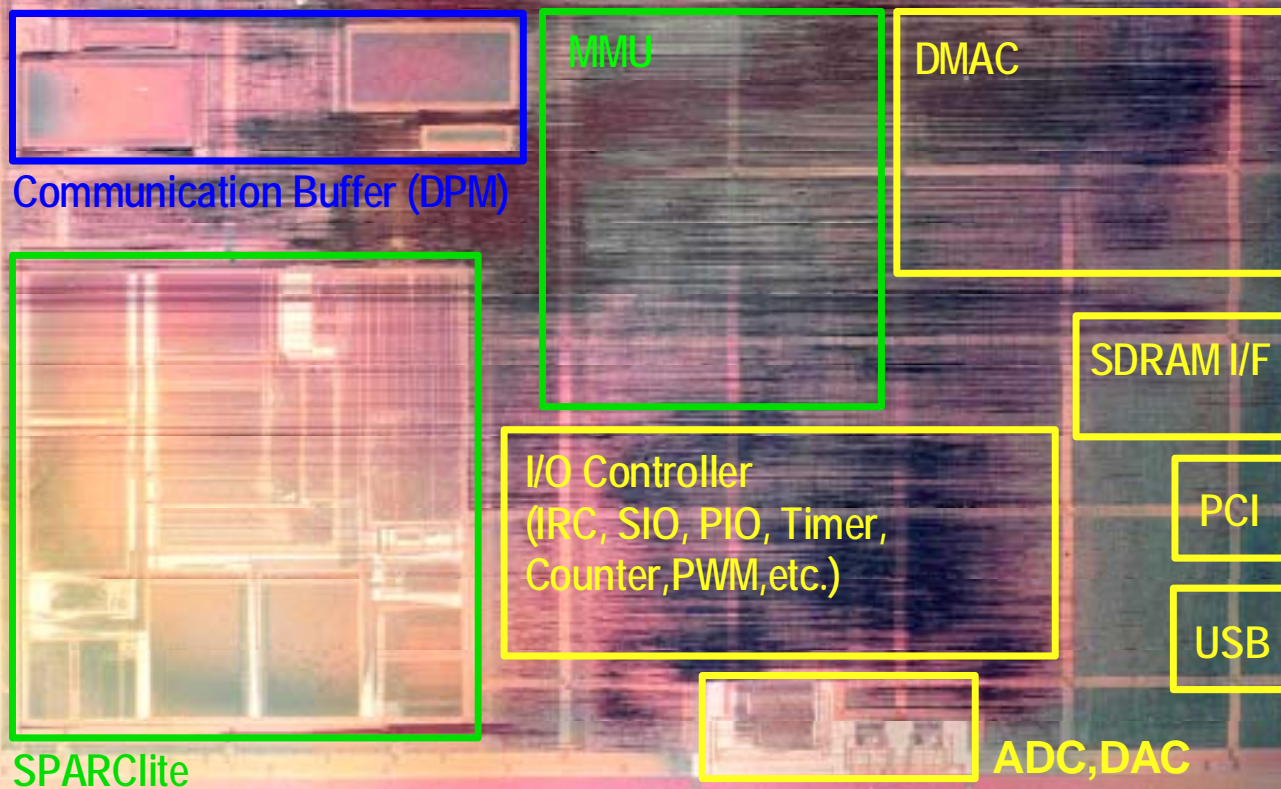 MMU
DMAC
Communication Buffer (DPM)
SDRAM I/F
I/O Controller
(IRC, SIO, PIO, Timer,
Counter,PWM,etc.)
PCI
USB
ADC,DAC
SPARClite